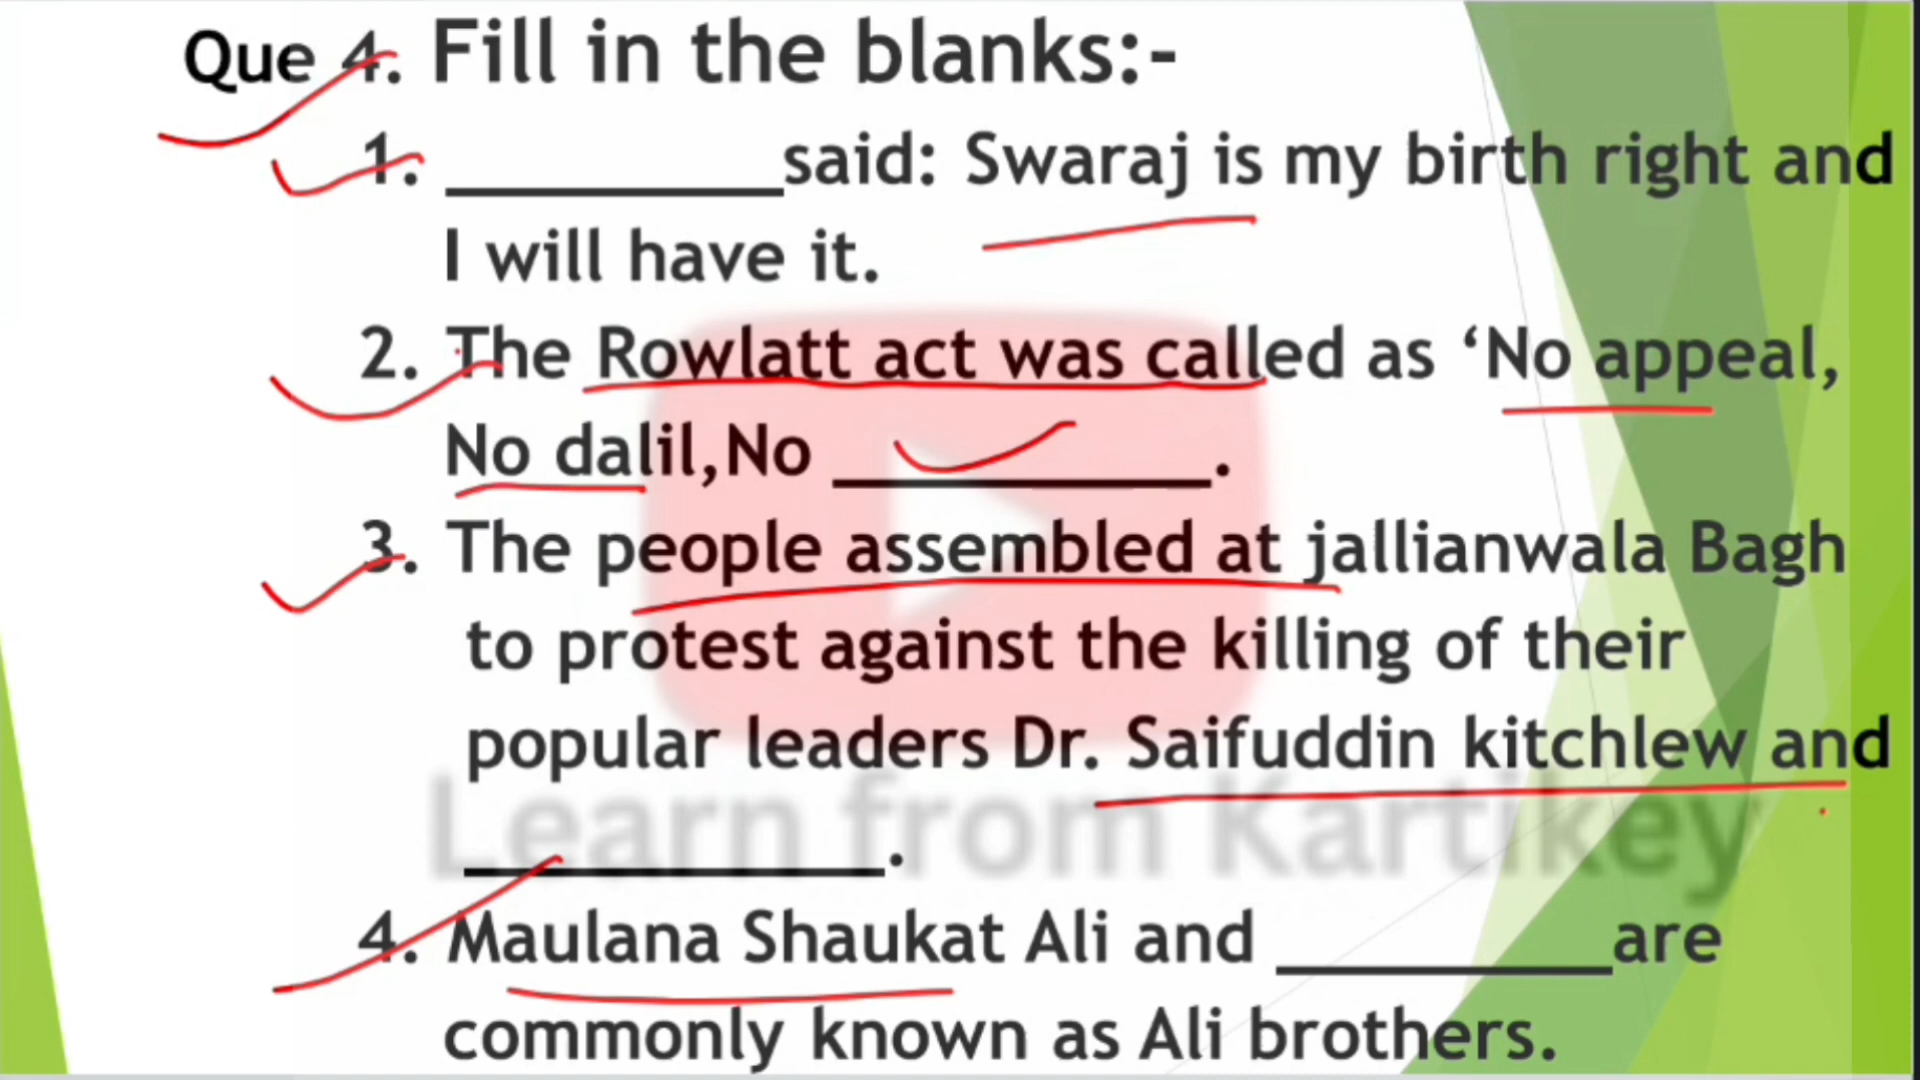 Que 4. Fill in the blanks:-
1. __________said: Swaraj is my birth right and
I will have it.
2. The Rowlatt act was called as ‘No appeal,
No dalil,No ___________.
3. The people assembled at jallianwala Bagh
to protest against the killing of their
popular leaders Dr. Saifuddin kitchlew and
Learn from Kartikey
____________.
4. Maulana Shaukat Ali and __________are
commonly known as Ali brothers.